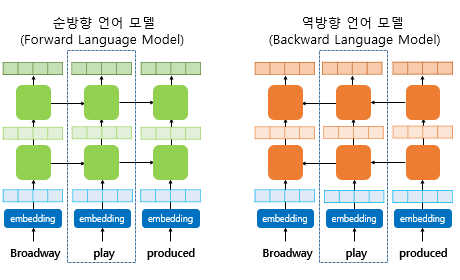 순방향 언어 모델
(Forward Language Model)
embedding embedding embedding
Broadway play produced
역방향 언어 모델
(Backward Language Model)
embedding embedding embedding
Broadway play produced